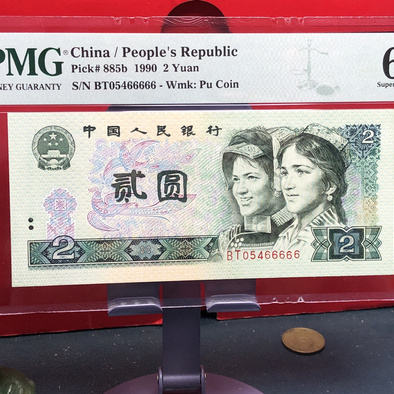 PMG China / People's Republic
NEY GUARANTY Pick# 885b 1990 2 Yuan
S/N BT05466666 - Wmk: Pu Coin
6
Super
中国人民银行
2
贰圆
BT05466666
2
2